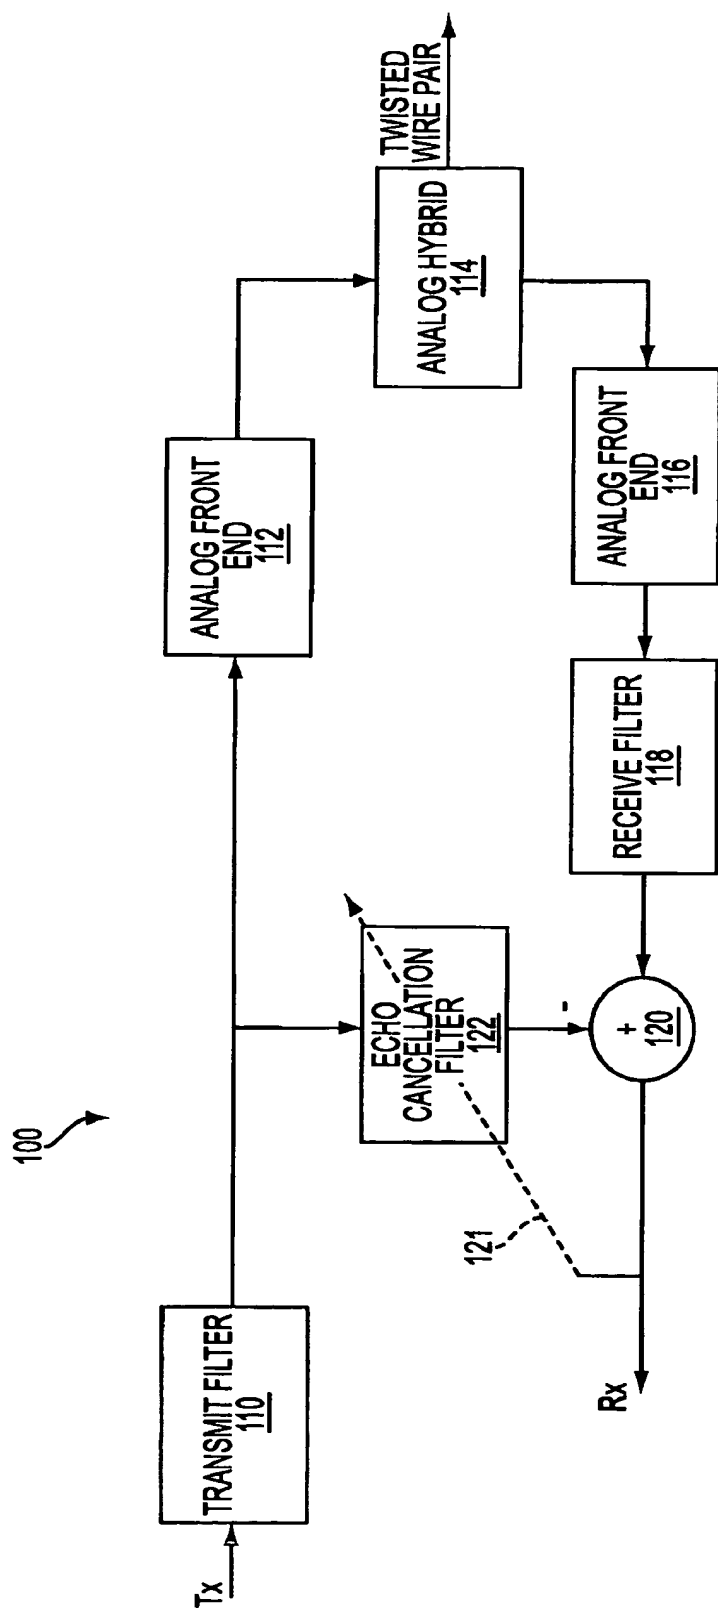 100
Tx
TRANSMIT FILTER
110
ANALOG FRONT
END
112
ANALOG HYBRID
114
TWISTED
WIRE PAIR
ECHO
CANCELLATION
FILTER
122
121
-
+
120
RECEIVE FILTER
118
ANALOG FRONT
END
116
Rx